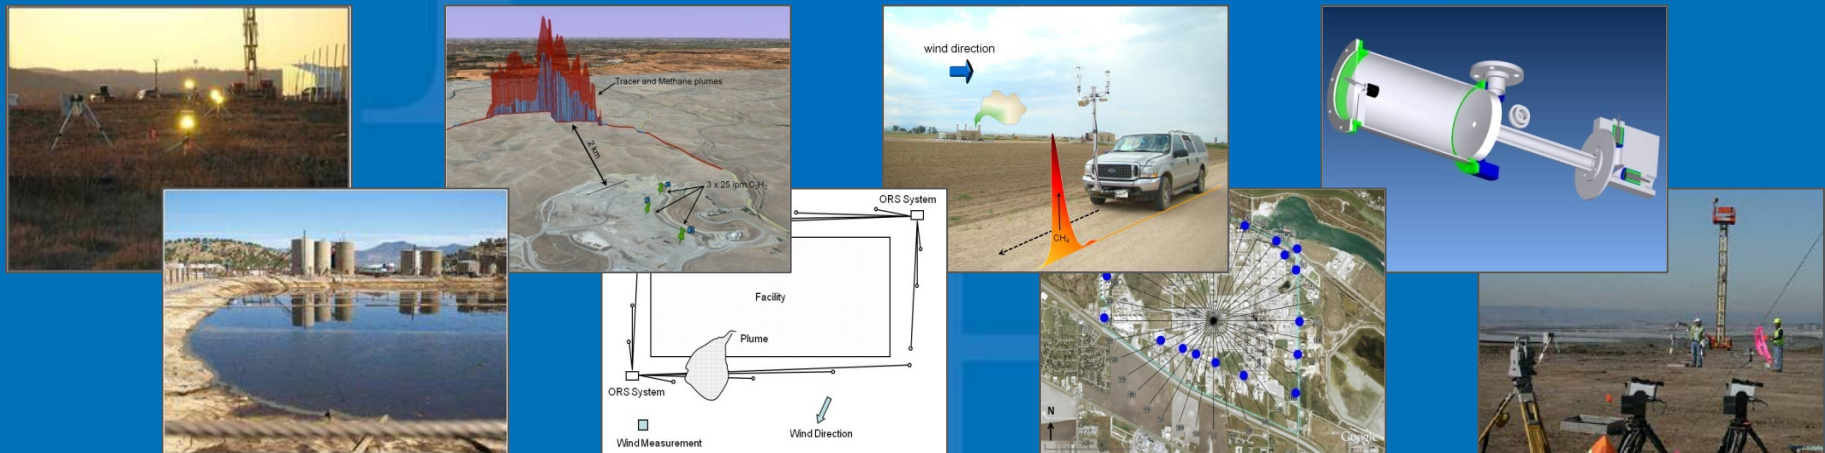 Tracer and Methane plumes
2 km
3 x 25 lpm C₂H₂
wind direction
CH₄
ORS System
Facility
Plume
ORS System
Wind Measurement
Wind Direction
N
Google